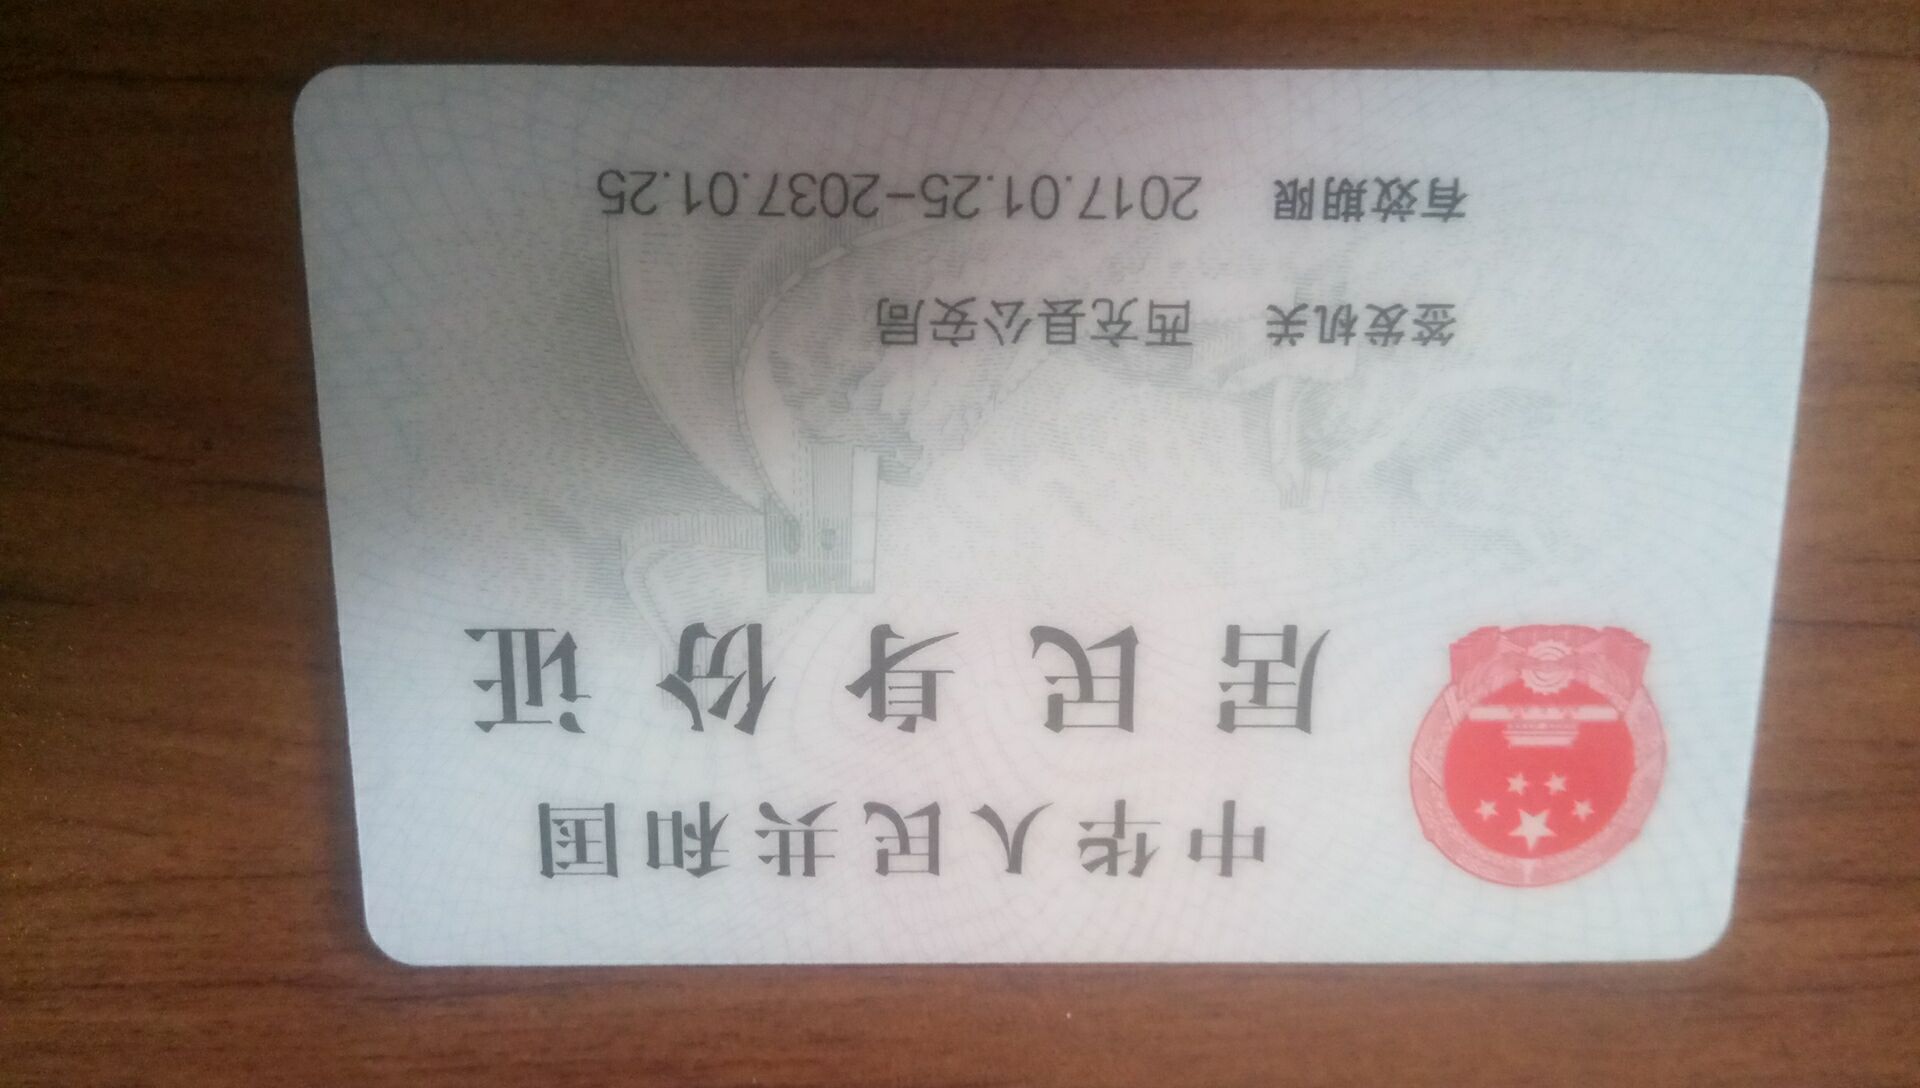 中华人民共和国
居民身份证
签发机关 西充县公安局
有效期限 2017.01.25-2037.01.25